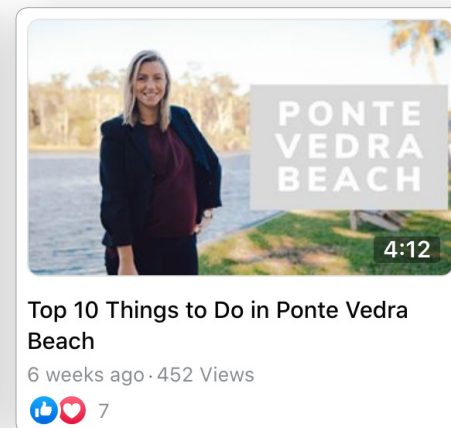 PONTE
VEDRA
BEACH
4:12
Top 10 Things to Do in Ponte Vedra
Beach
6 weeks ago · 452 Views
7